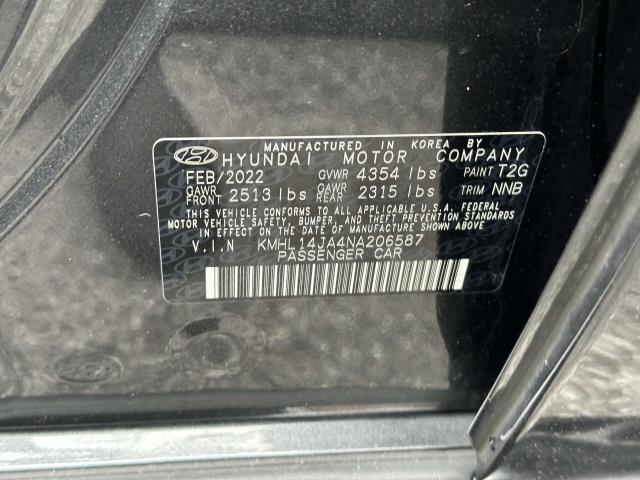 MANUFACTURED IN KOREA BY
HYUNDAI MOTOR COMPANY
FEB/2022 GVWR 4354 lbs PAINT T2G
GAWR FRONT 2513 lbs GAWR REAR 2315 lbs TRIM NNB
THIS VEHICLE CONFORMS TO ALL APPLICABLE U.S.A. FEDERAL
MOTOR VEHICLE SAFETY, BUMPER, AND THEFT PREVENTION STANDARDS
IN EFFECT ON THE DATE OF MANUFACTURE SHOWN ABOVE
V.I.N KMHL14JA4NA206587
PASSENGER CAR